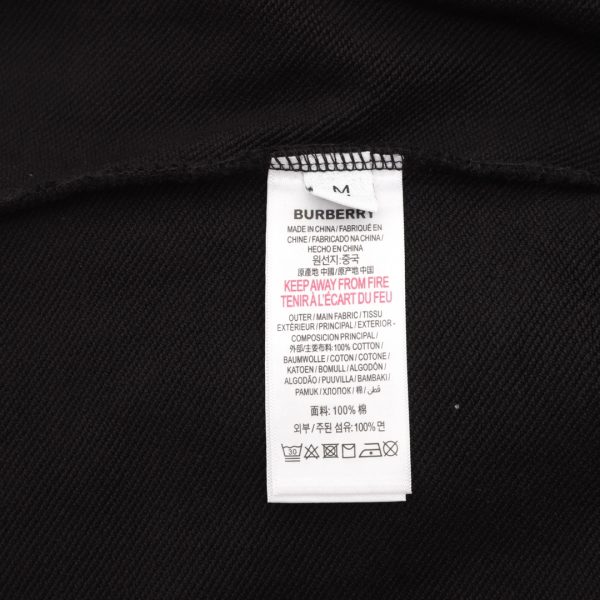 M
BURBERRY
MADE IN CHINA / FABRIQUÉ EN
CHINE / FABRICADO NA CHINA /
HECHO EN CHINA
원선지:중국
原產地 中國 / 原产地 中国
KEEP AWAY FROM FIRE
TENIR À L'ÉCART DU FEU
OUTER / MAIN FABRIC / TISSU
EXTÉRIEUR / PRINCIPAL / EXTERIOR -
COMPOSICION PRINCIPAL /
外部/主要布料:100% COTTON /
BAUMWOLLE / COTON / COTONE /
KATOEN / BOMULL / ALGODÓN /
ALGODÃO / PUUVILLA / BAMBAKI /
PAMUK / ХЛОПОК / 棉 / قطن /
面料: 100% 棉
외부 / 주된 섬유: 100% 면
30